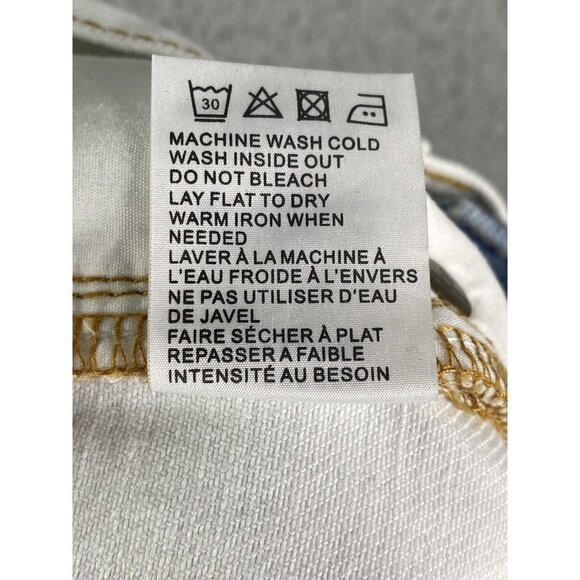 30
MACHINE WASH COLD
WASH INSIDE OUT
DO NOT BLEACH
LAY FLAT TO DRY
WARM IRON WHEN
NEEDED
LAVER À LA MACHINE À
L'EAU FROIDE À L'ENVERS
NE PAS UTILISER D'EAU
DE JAVEL
FAIRE SÉCHER À PLAT
REPASSER A FAIBLE
INTENSITÉ AU BESOIN